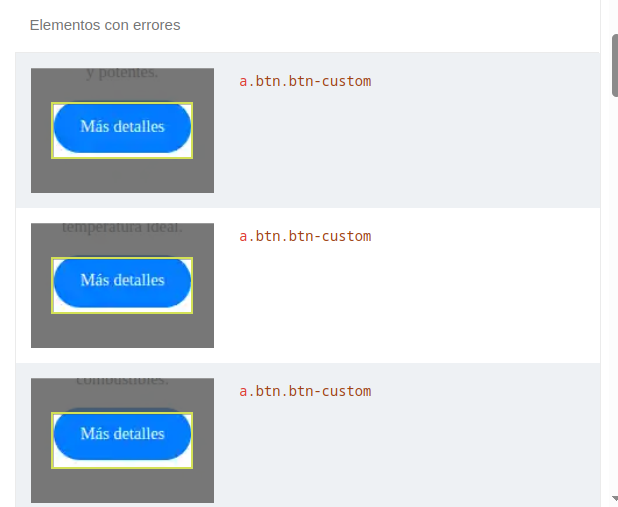 Elementos con errores
y potentes.
a.btn.btn-custom
Más detalles
temperatura ideal.
a.btn.btn-custom
Más detalles
combustibles.
a.btn.btn-custom
Más detalles